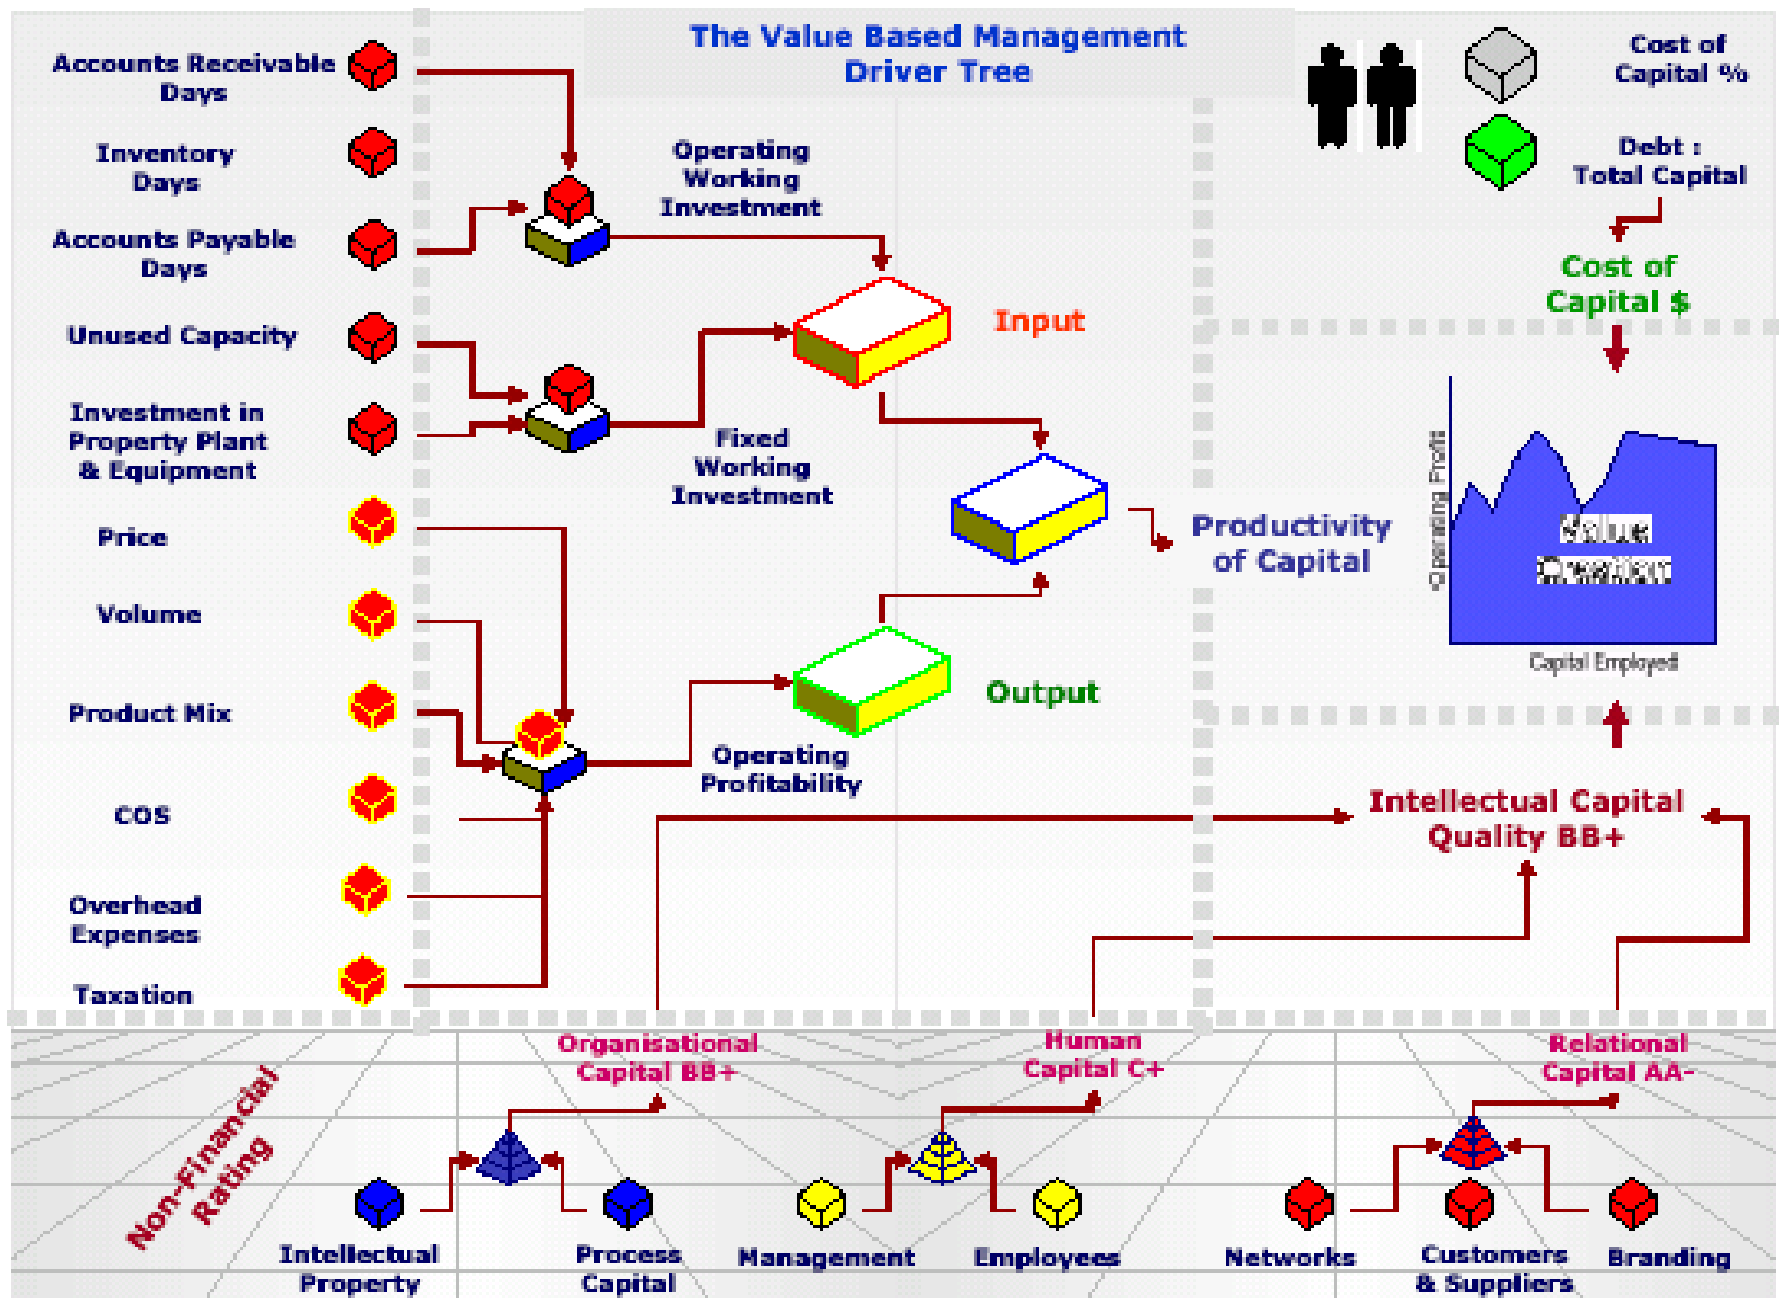 The Value Based Management
Driver Tree
Accounts Receivable
Days
Inventory
Days
Accounts Payable
Days
Unused Capacity
Investment in
Property Plant
& Equipment
Price
Volume
Product Mix
COS
Overhead
Expenses
Taxation
Operating
Working
Investment
Fixed
Working
Investment
Operating
Profitability
Input
Output
Productivity
of Capital
Cost of
Capital %
Debt :
Total Capital
Cost of
Capital $
Operating Profit
Value
Creation
Capital Employed
Intellectual Capital
Quality BB+
Non-Financial
Rating
Organisational
Capital BB+
Human
Capital C+
Relational
Capital AA-
Intellectual
Property
Process
Capital
Management
Employees
Networks
Customers
& Suppliers
Branding